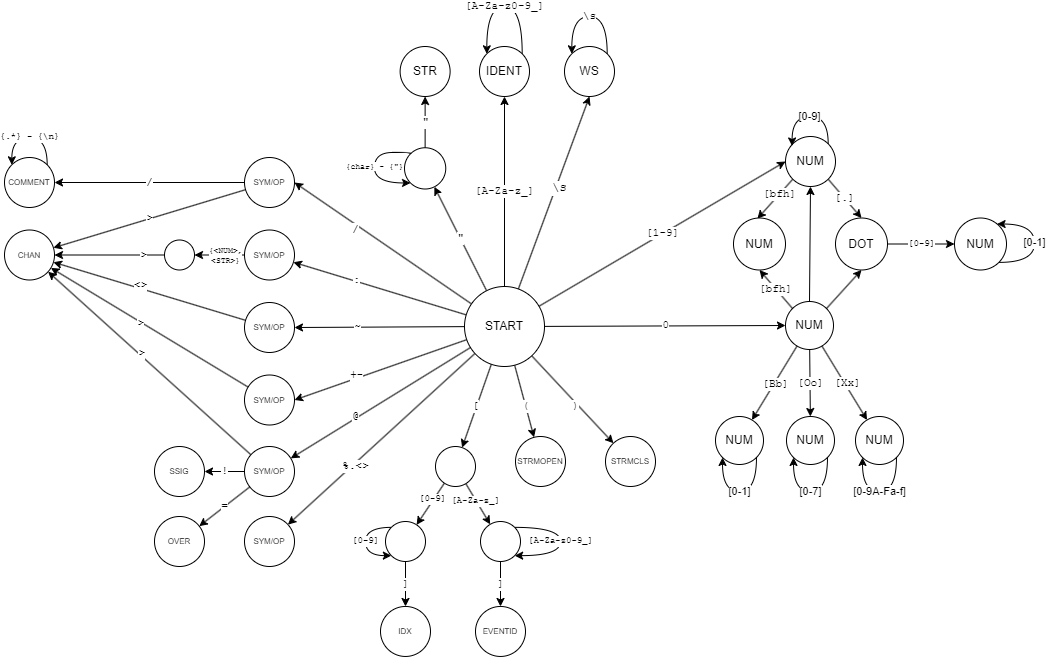 [A-Za-z0-9_]
\s
STR
IDENT
WS
"
{char} - {"}
[A-Za-z_]
\s
"
[0-9]
NUM
[1-9]
[bfh]
[.]
NUM
DOT
[0-9]
NUM
[0-1]
[bfh]
{.*} - {\n}
COMMENT
/
SYM/OP
/
>
CHAN
>
{<NUM>,
<STR>}
SYM/OP
:
<>
SYM/OP
~
START
0
NUM
>
SYM/OP
+-
>
@
SSIG
!
SYM/OP
=
OVER
SYM/OP
%.<>
[
(
)
STRMOPEN
STRMCLS
[Bb]
[Oo]
[Xx]
NUM
NUM
NUM
[0-1]
[0-7]
[0-9A-Fa-f]
[0-9]
[A-Za-z_]
[0-9]
[A-Za-z0-9_]
]
]
IDX
EVENTID